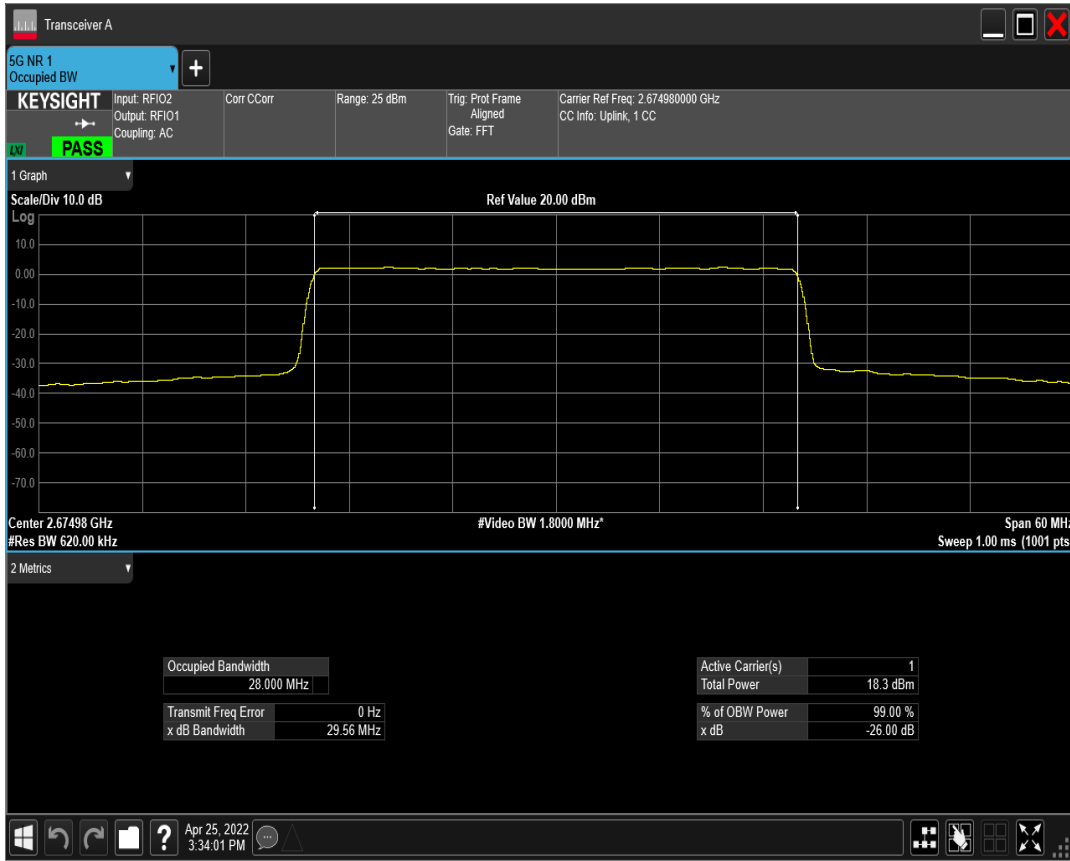 Transceiver A
5G NR 1
Occupied BW
+
KEYSIGHT
LXI
PASS
Input: RFIO2
Output: RFIO1
Coupling: AC
Corr CCorr
Range: 25 dBm
Trig: Prot Frame
Aligned
Gate: FFT
Carrier Ref Freq: 2.674980000 GHz
CC Info: Uplink, 1 CC
1 Graph
Scale/Div 10.0 dB
Ref Value 20.00 dBm
Log
10.0
0.00
-10.0
-20.0
-30.0
-40.0
-50.0
-60.0
-70.0
Center 2.67498 GHz
#Video BW 1.8000 MHz*
Span 60 MHz
#Res BW 620.00 kHz
Sweep 1.00 ms (1001 pts
2 Metrics
Occupied Bandwidth
28.000 MHz
Transmit Freq Error 0 Hz
x dB Bandwidth 29.56 MHz
Active Carrier(s) 1
Total Power 18.3 dBm
% of OBW Power 99.00 %
x dB -26.00 dB
?
Apr 25, 2022
3:34:01 PM